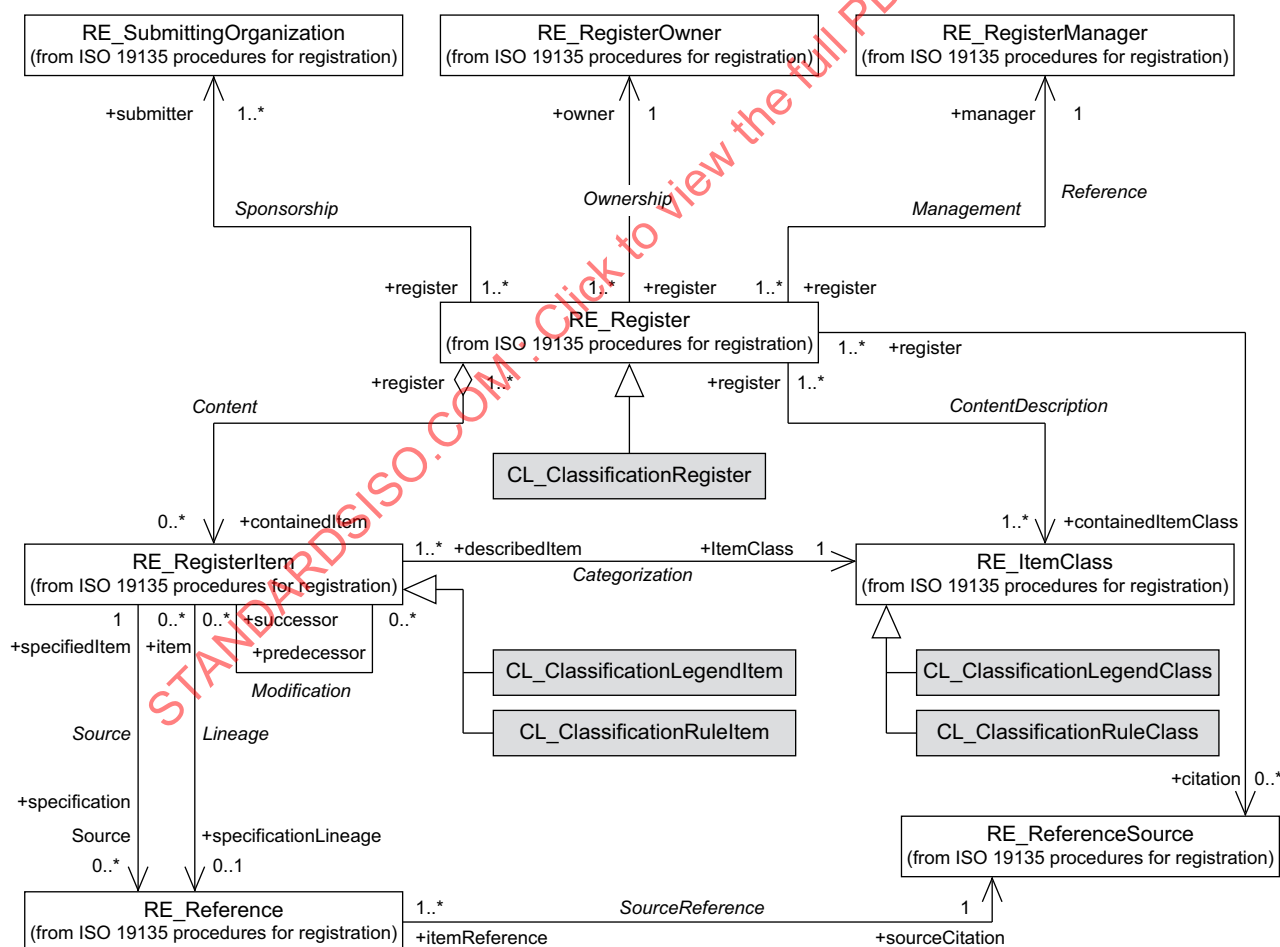 RE_SubmittingOrganization
(from ISO 19135 procedures for registration)
RE_RegisterOwner
(from ISO 19135 procedures for registration)
RE_RegisterManager
(from ISO 19135 procedures for registration)
+submitter 1..*
+owner 1
+manager 1
Sponsorship
Ownership
Management
Reference
+register 1..*
1..* +register
1..* +register
RE_Register
(from ISO 19135 procedures for registration)
1..* +register
+register 1..*
+register 1..*
Content
ContentDescription
CL_ClassificationRegister
0..* +containedItem
1..* +containedItemClass
RE_RegisterItem
(from ISO 19135 procedures for registration)
1..* +describedItem +ItemClass 1
Categorization
RE_ItemClass
(from ISO 19135 procedures for registration)
1 0..* 0..* +successor 0..*
+specifiedItem +item +predecessor
Modification
CL_ClassificationLegendItem
CL_ClassificationRuleItem
CL_ClassificationLegendClass
CL_ClassificationRuleClass
Source Lineage
+citation 0..*
+specification
Source +specificationLineage
0..* 0..1
RE_ReferenceSource
(from ISO 19135 procedures for registration)
RE_Reference
(from ISO 19135 procedures for registration)
1..* SourceReference 1
+itemReference +sourceCitation
STANDARDSISO.COM : Click to view the full